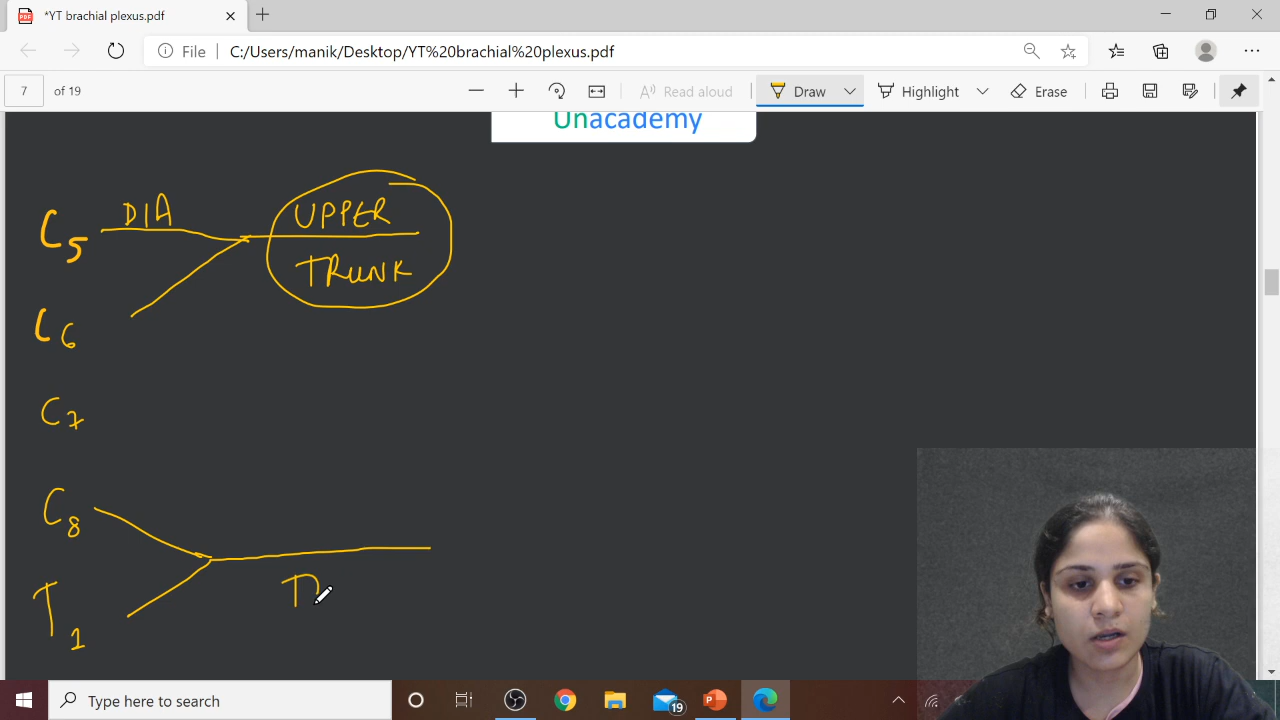 *YT brachial plexus.pdf
File
C:/Users/manik/Desktop/YT%20brachial%20plexus.pdf
7 of 19
Read aloud
Draw
Highlight
Erase
Unacademy
C5 DIA UPPER
TRUNK
C6
C7
C8
T1
Type here to search
19